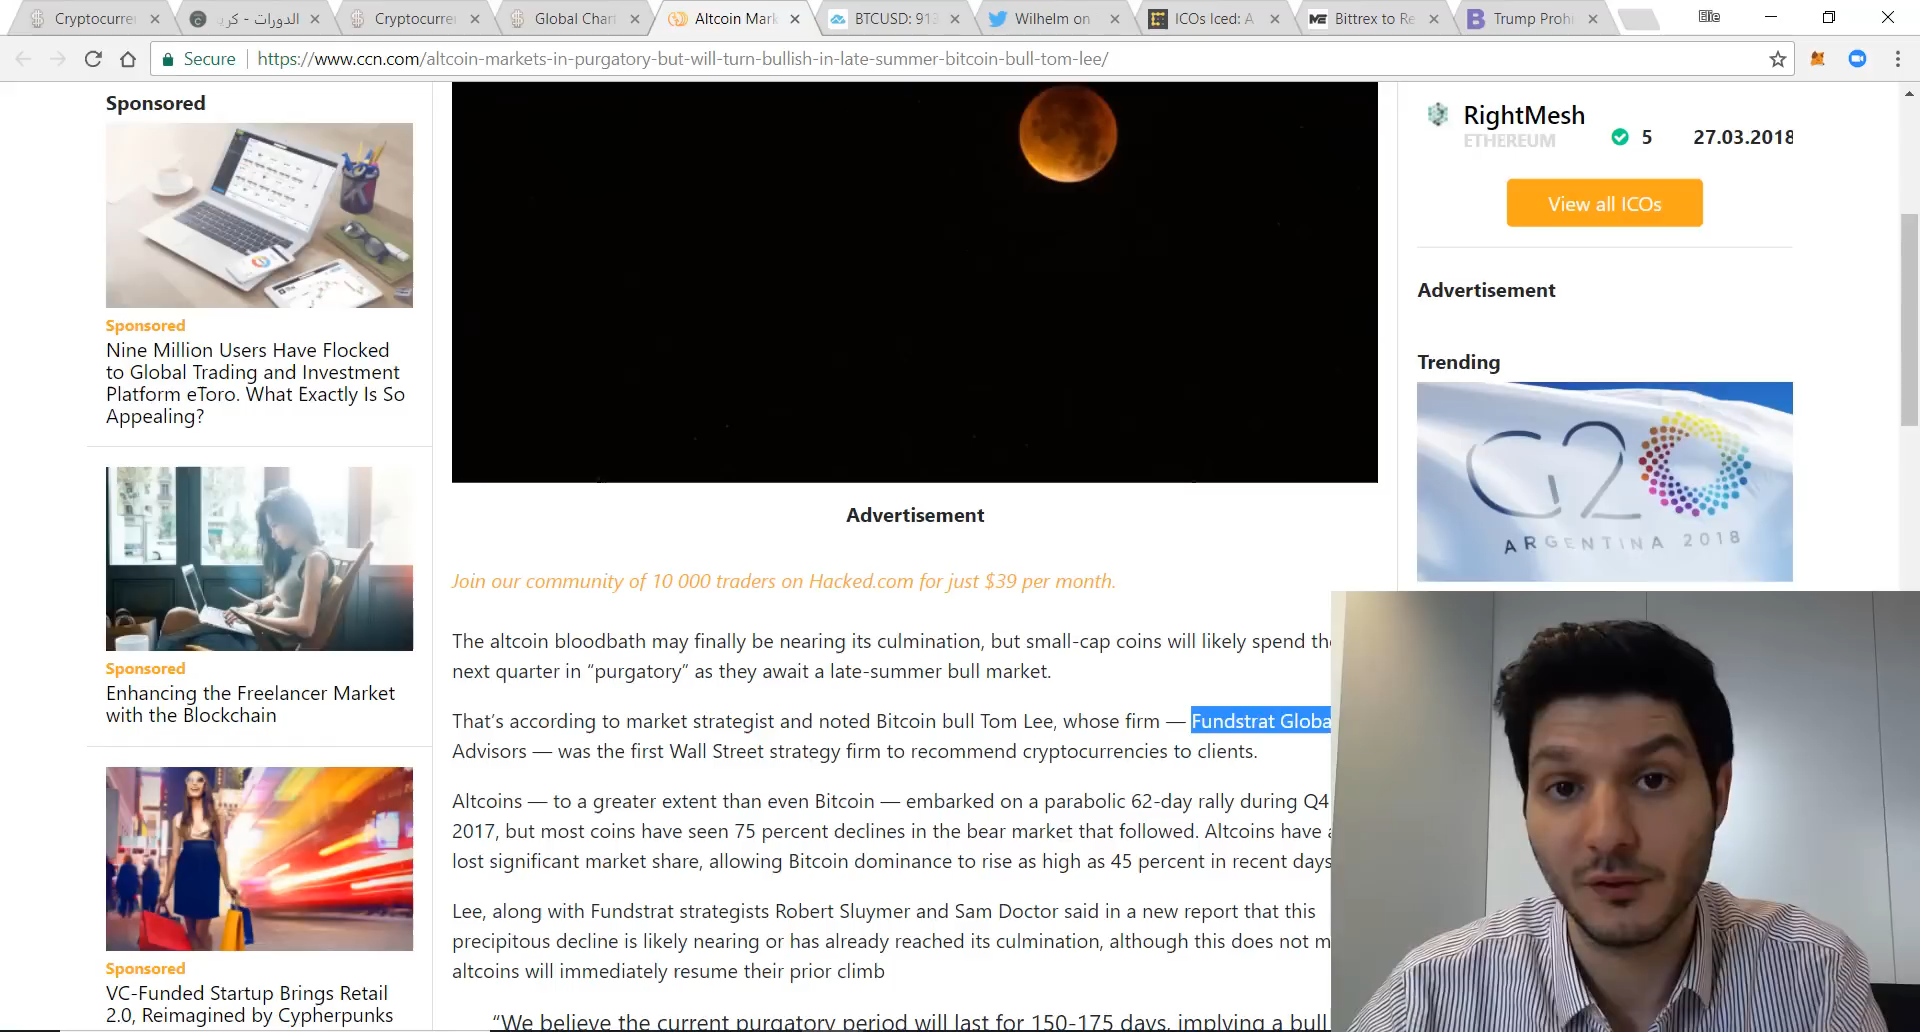 Cryptocurrer
الدورات - كري
Cryptocurrer
Global Char
Altcoin Mark
BTCUSD: 913
Wilhelm on
ICOs Iced: A
Bittrex to Re
Trump Prohi
Elie
Secure
https://www.ccn.com/altcoin-markets-in-purgatory-but-will-turn-bullish-in-late-summer-bitcoin-bull-tom-lee/
Sponsored
Sponsored
Nine Million Users Have Flocked
to Global Trading and Investment
Platform eToro. What Exactly Is So
Appealing?
Sponsored
Enhancing the Freelancer Market
with the Blockchain
Sponsored
VC-Funded Startup Brings Retail
2.0, Reimagined by Cypherpunks
Advertisement
Join our community of 10 000 traders on Hacked.com for just $39 per month.
The altcoin bloodbath may finally be nearing its culmination, but small-cap coins will likely spend the
next quarter in “purgatory” as they await a late-summer bull market.
That’s according to market strategist and noted Bitcoin bull Tom Lee, whose firm — Fundstrat Globa
Advisors — was the first Wall Street strategy firm to recommend cryptocurrencies to clients.
Altcoins — to a greater extent than even Bitcoin — embarked on a parabolic 62-day rally during Q4
2017, but most coins have seen 75 percent declines in the bear market that followed. Altcoins have a
lost significant market share, allowing Bitcoin dominance to rise as high as 45 percent in recent days
Lee, along with Fundstrat strategists Robert Sluymer and Sam Doctor said in a new report that this
precipitous decline is likely nearing or has already reached its culmination, although this does not m
altcoins will immediately resume their prior climb
“We believe the current purgatory period will last for 150-175 days, implying a bull
RightMesh
ETHEREUM
5
27.03.2018
View all ICOs
Advertisement
Trending
G20
ARGENTINA 2018